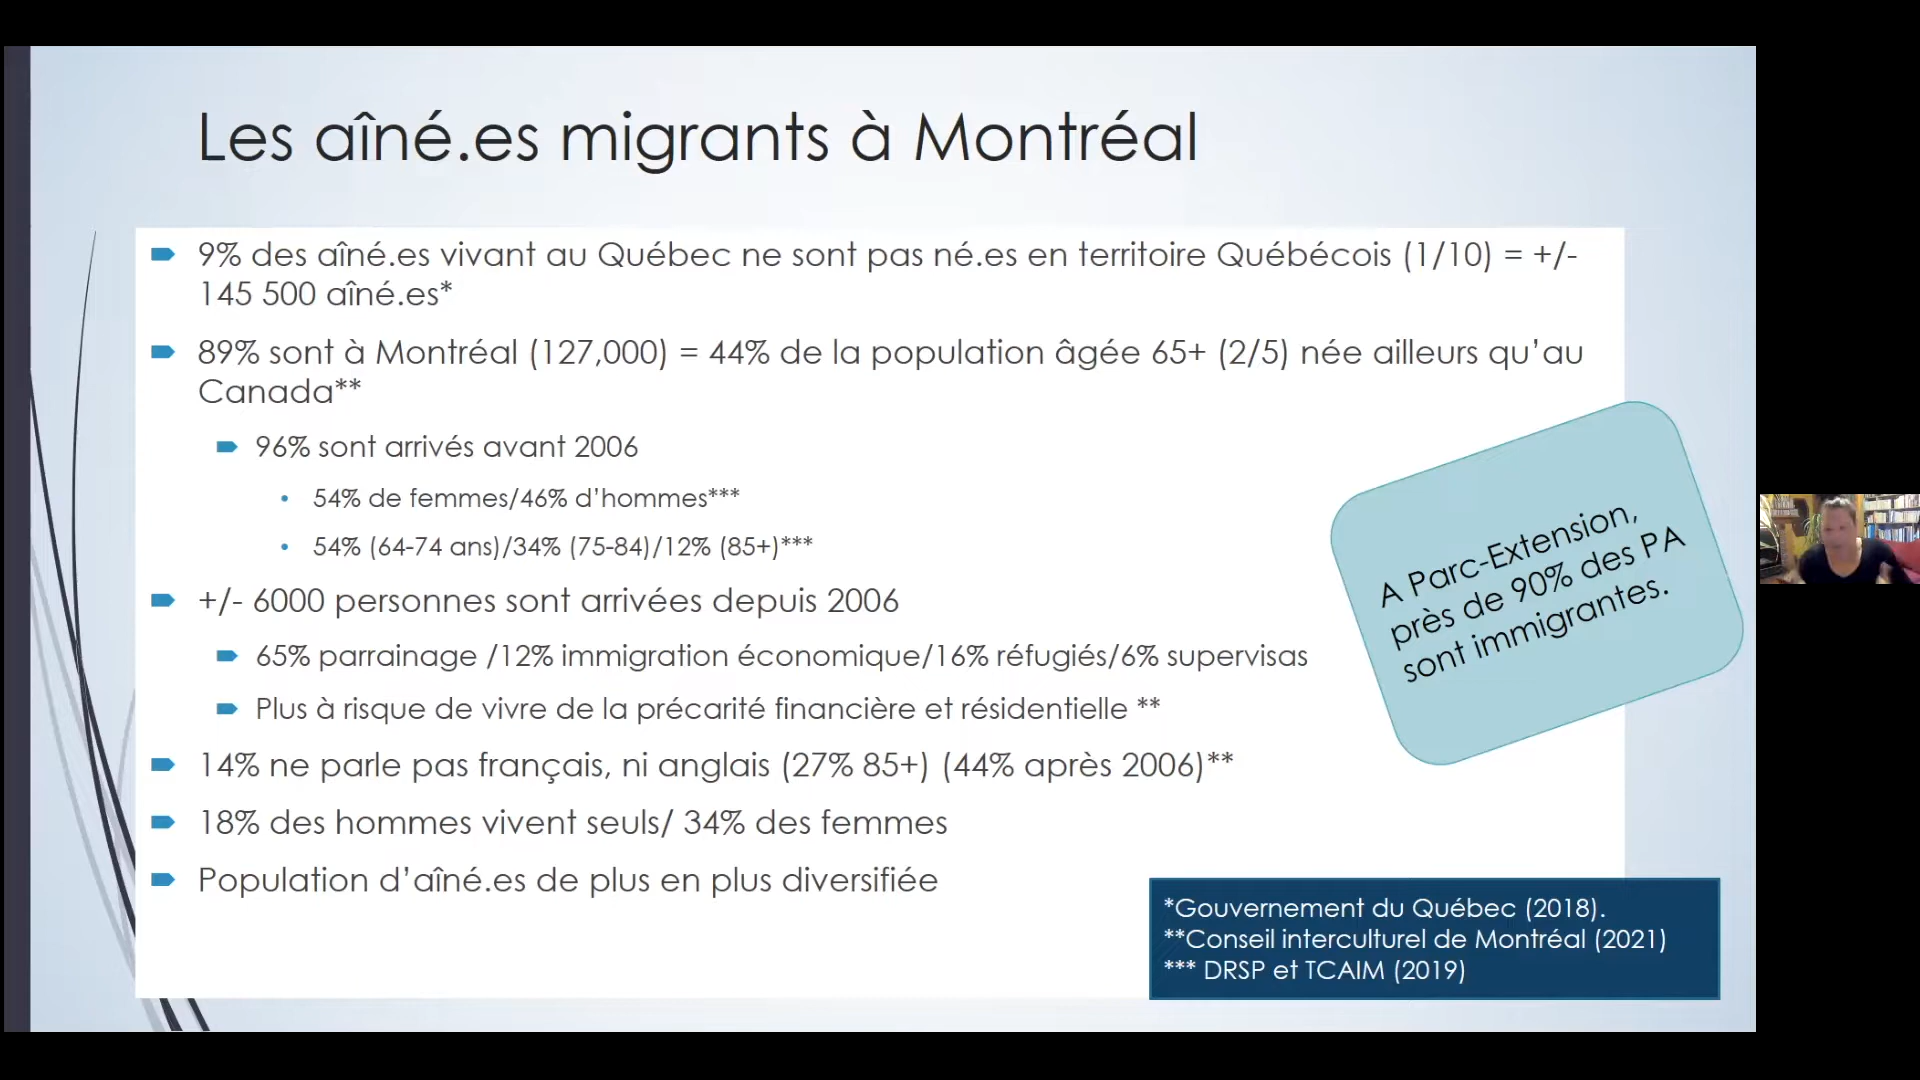 Les aîné.es migrants à Montréal
9% des aîné.es vivant au Québec ne sont pas né.es en territoire Québécois (1/10) = +/-
145 500 aîné.es*
89% sont à Montréal (127,000) = 44% de la population âgée 65+ (2/5) née ailleurs qu’au
Canada**
96% sont arrivés avant 2006
54% de femmes/46% d’hommes***
54% (64-74 ans)/34% (75-84)/12% (85+)***
+/- 6000 personnes sont arrivées depuis 2006
65% parrainage /12% immigration économique/16% réfugiés/6% supervisas
Plus à risque de vivre de la précarité financière et résidentielle **
14% ne parle pas français, ni anglais (27% 85+) (44% après 2006)**
18% des hommes vivent seuls/ 34% des femmes
Population d’aîné.es de plus en plus diversifiée
A Parc-Extension,
près de 90% des PA
sont immigrantes.
*Gouvernement du Québec (2018).
**Conseil interculturel de Montréal (2021)
*** DRSP et TCAIM (2019)